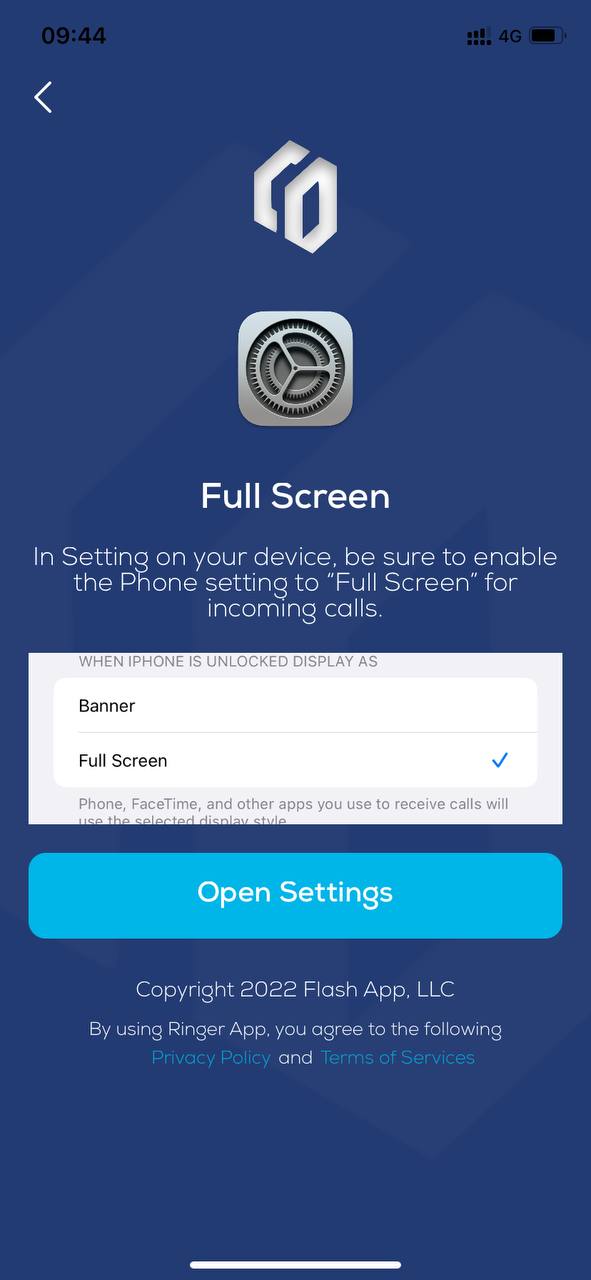 09:44
4G
Full Screen
In Setting on your device, be sure to enable
the Phone setting to “Full Screen” for
incoming calls.
WHEN IPHONE IS UNLOCKED DISPLAY AS
Banner
Full Screen
Phone, FaceTime, and other apps you use to receive calls will
use the selected display style
Open Settings
Copyright 2022 Flash App, LLC
By using Ringer App, you agree to the following
Privacy Policy and Terms of Services